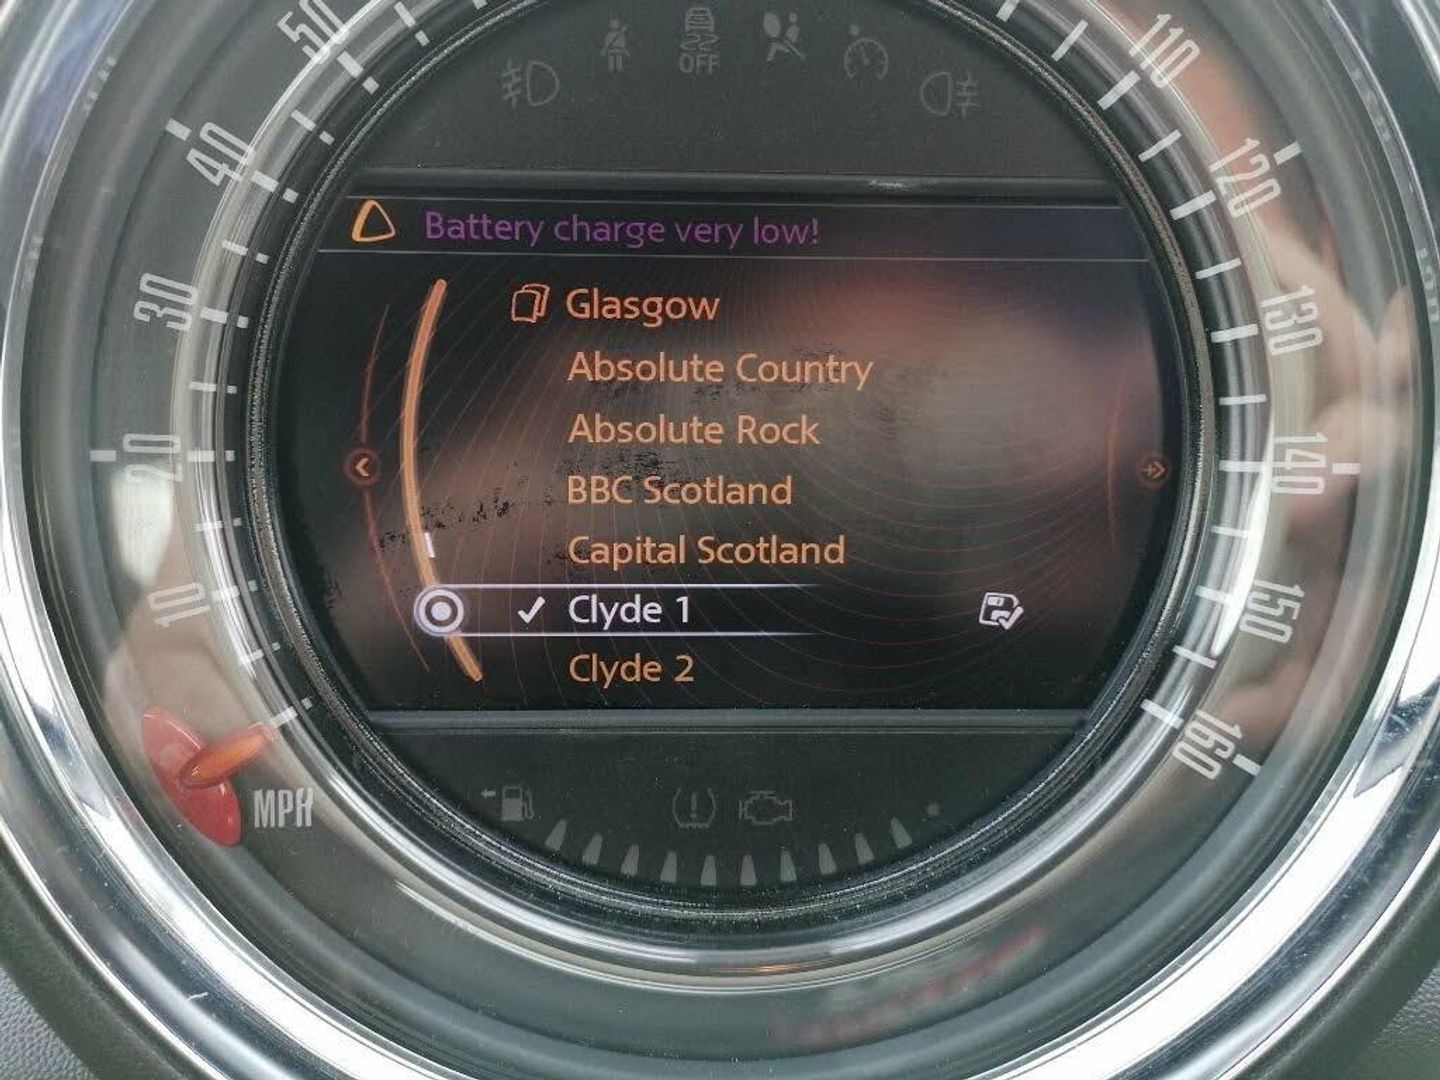 OFF
Battery charge very low!
Glasgow
Absolute Country
Absolute Rock
BBC Scotland
Capital Scotland
Clyde 1
Clyde 2
10
20
30
40
50
110
120
130
140
150
160
MPH